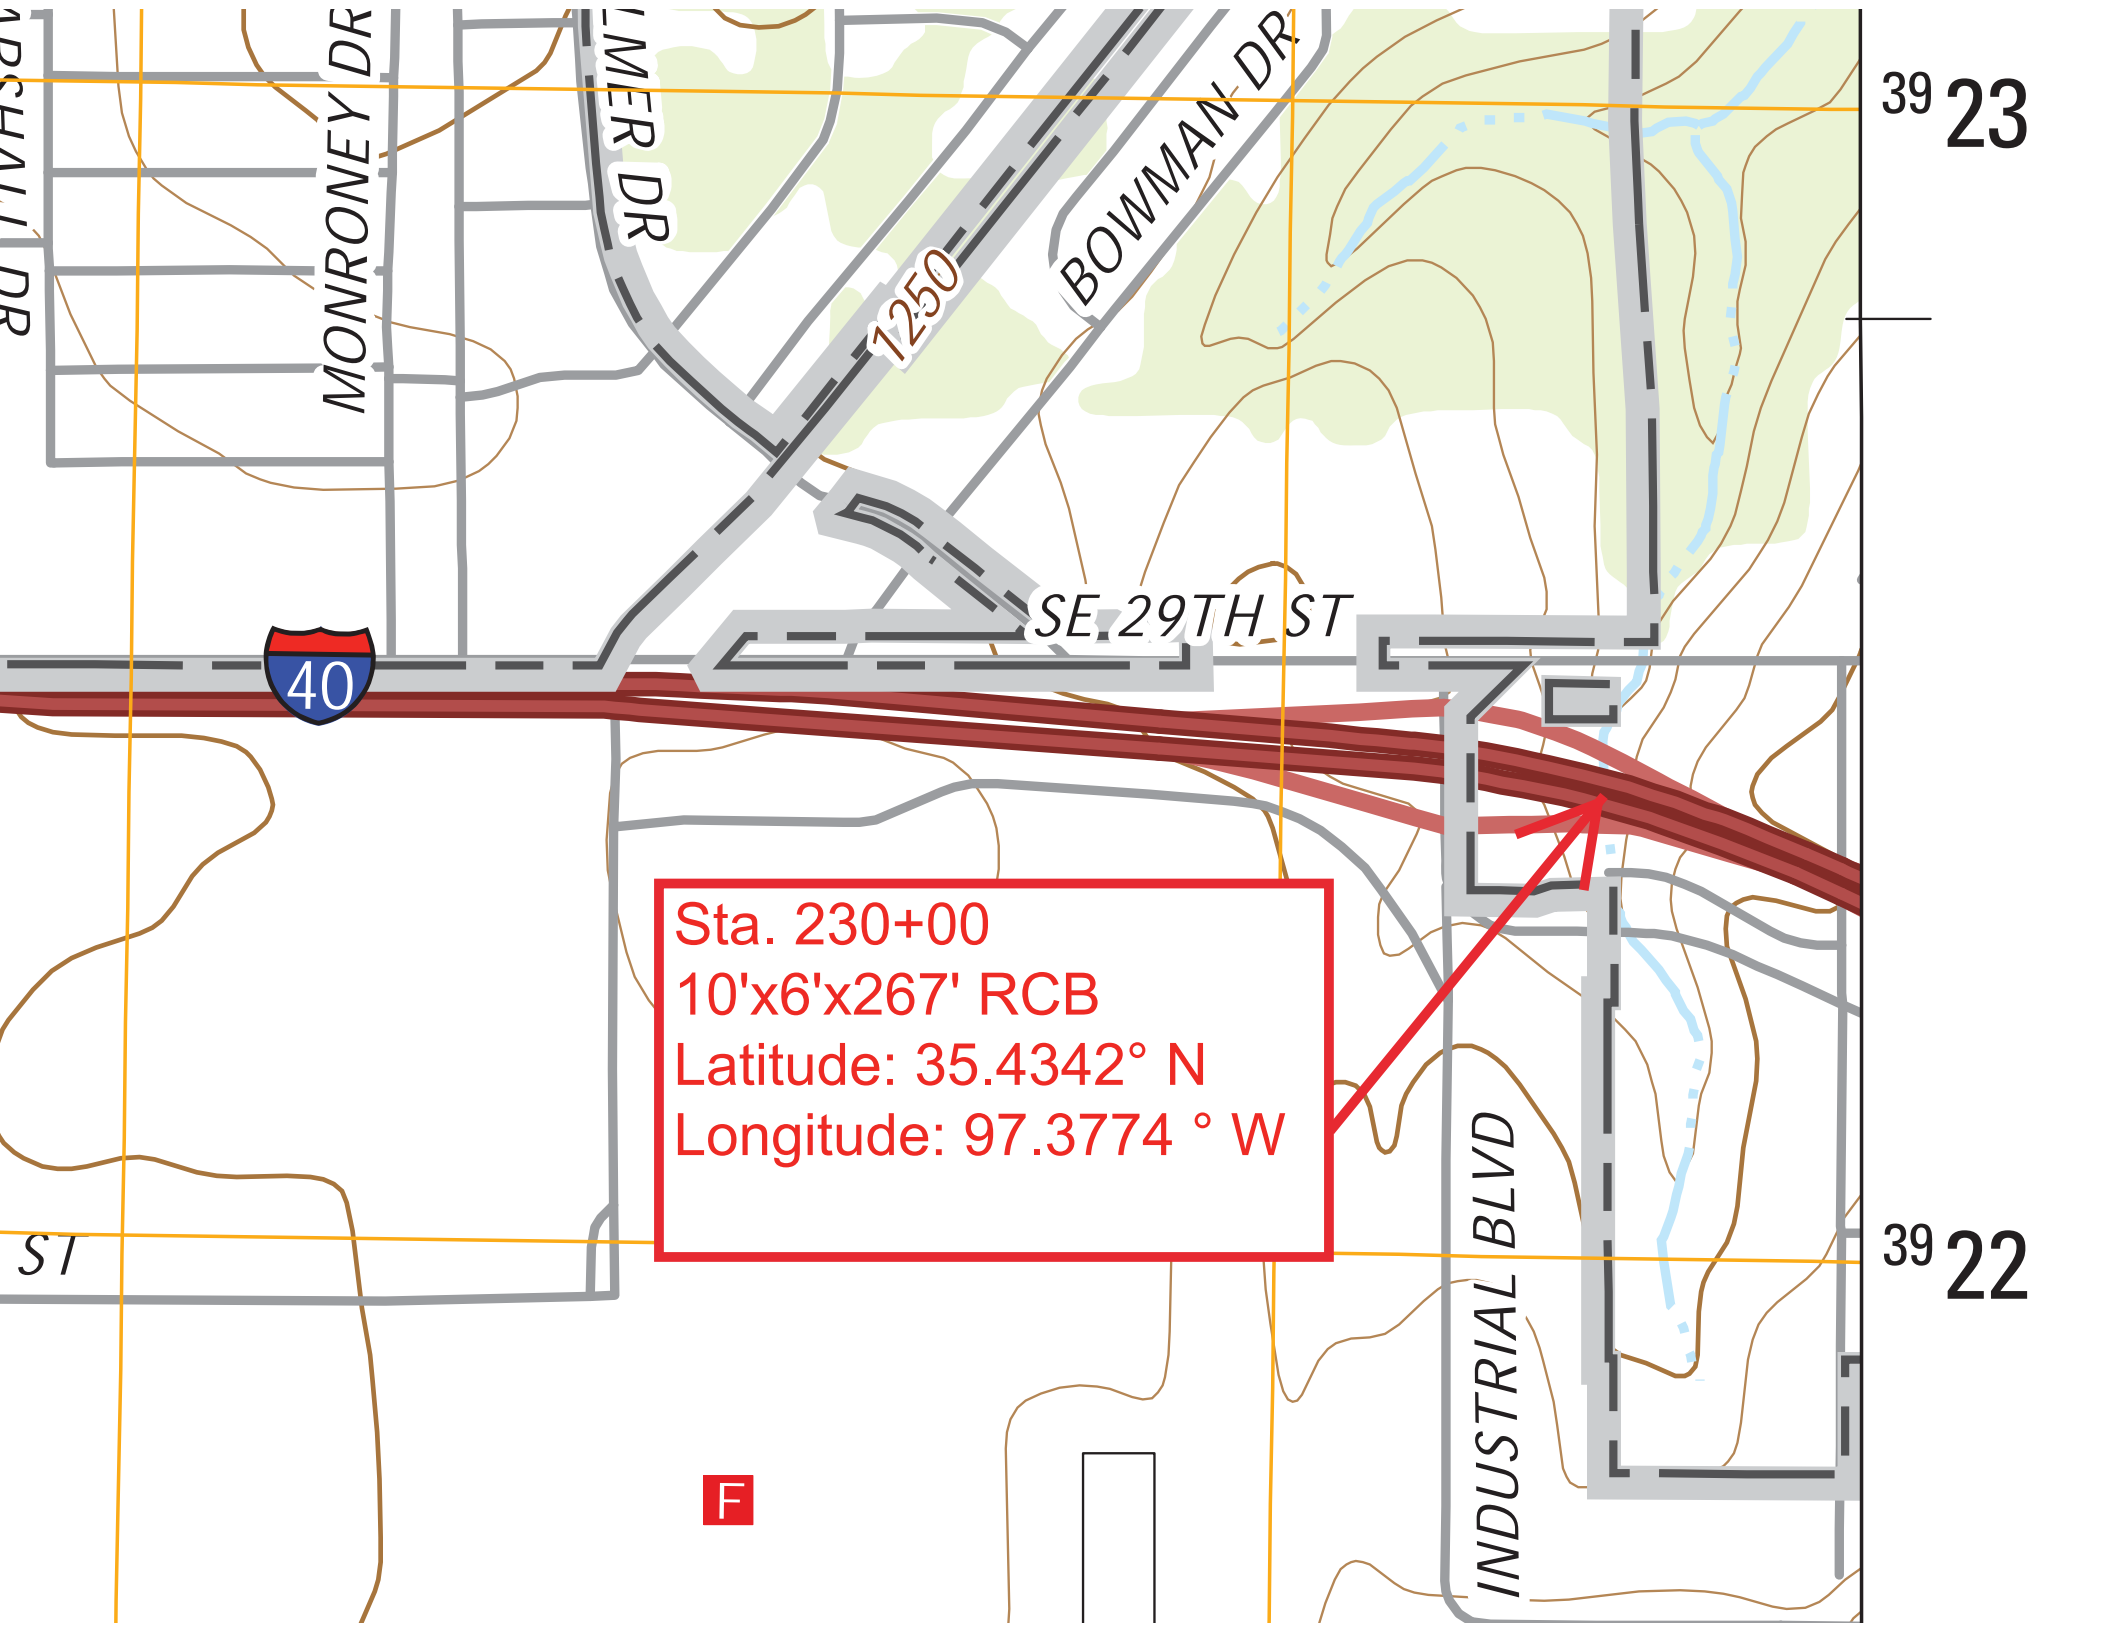 MONRONEY DR
LMER DR
BOWMAN DR
39 23
1250
SE 29TH ST
40
Sta. 230+00
10'x6'x267' RCB
Latitude: 35.4342° N
Longitude: 97.3774 ° W
ST
39 22
INDUSTRIAL BLVD
F